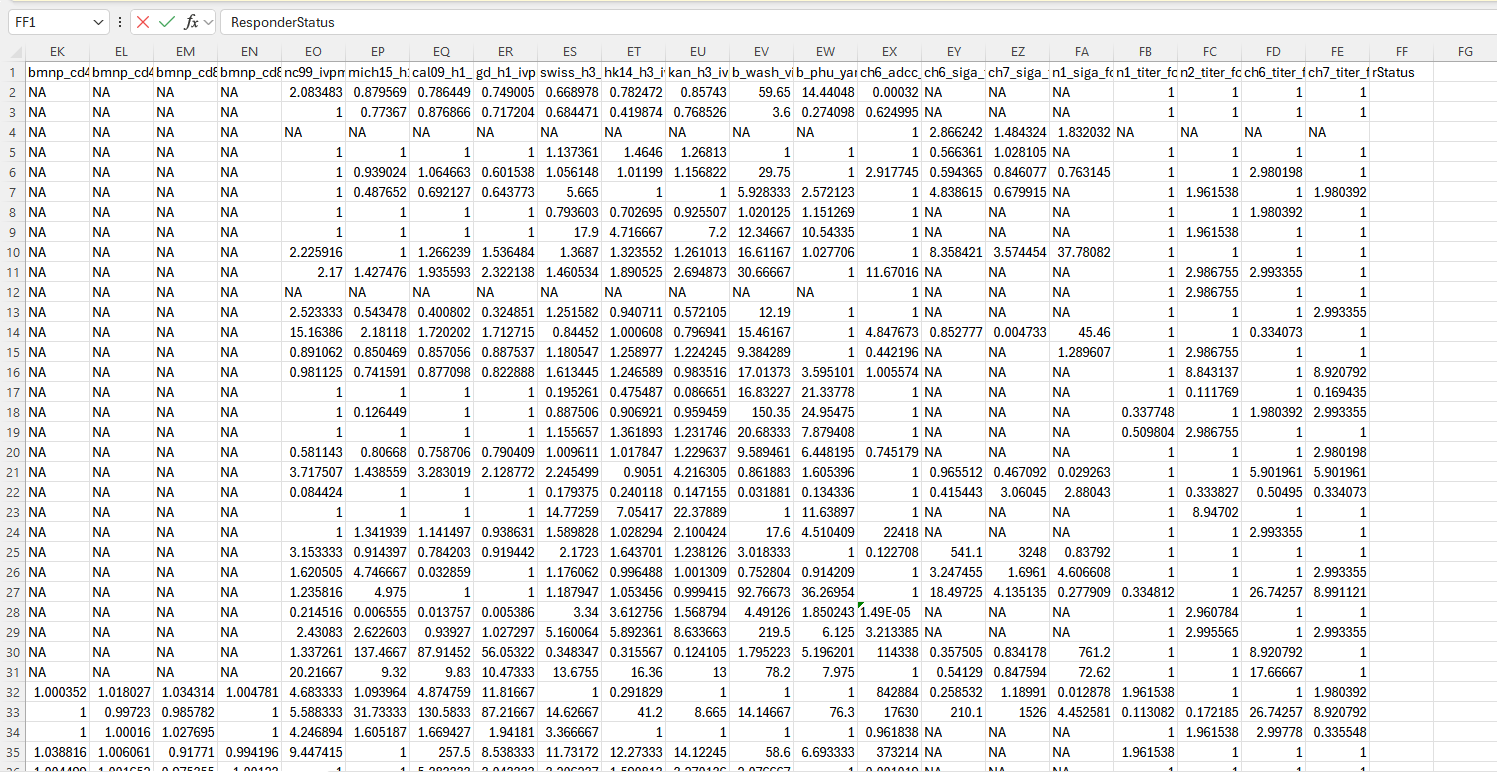 FF1 fx ResponderStatus
EK EL EM EN EO EP EQ ER ES ET EU EV EW EX EY EZ FA FB FC FD FE FF FG
1 bmnp_cd4 bmnp_cd4 bmnp_cd8 bmnp_cd8 nc99_ivpm mich15_h1 cal09_h1_ gd_h1_ivp swiss_h3_ hk14_h3_i kan_h3_iv b_wash_vi b_phu_yam ch6_adcc_ ch6_siga_ ch7_siga_ n1_siga_fo n1_titer_fo n2_titer_fo ch6_titer_f ch7_titer_f rStatus
2 NA NA NA NA 2.083483 0.879569 0.786449 0.749005 0.668978 0.782472 0.85743 59.65 14.44048 0.00032 NA NA NA 1 1 1 1
3 NA NA NA NA 1 0.77367 0.876866 0.717204 0.684471 0.419874 0.768526 3.6 0.274098 0.624995 NA NA NA 1 1 1 1
4 NA NA NA NA NA NA NA NA NA NA NA NA NA 1 2.866242 1.484324 1.832032 NA NA NA NA
5 NA NA NA NA 1 1 1 1 1.137361 1.4646 1.26813 1 1 1 0.566361 1.028105 NA 1 1 1 1
6 NA NA NA NA 1 0.939024 1.064663 0.601538 1.056148 1.01199 1.156822 29.75 1 2.917745 0.594365 0.846077 0.763145 1 1 2.980198 1
7 NA NA NA NA 1 0.487652 0.692127 0.643773 5.665 1 1 5.928333 2.572123 1 4.838615 0.679915 NA 1 1.961538 1 1.980392
8 NA NA NA NA 1 1 1 1 0.793603 0.702695 0.925507 1.020125 1.151269 1 NA NA NA 1 1 1.980392 1
9 NA NA NA NA 1 1 1 1 17.9 4.716667 7.2 12.34667 10.54335 1 NA NA NA 1 1.961538 1 1
10 NA NA NA NA 2.225916 1 1.266239 1.536484 1.3687 1.323552 1.261013 16.61167 1.027706 1 8.358421 3.574454 37.78082 1 1 1 1
11 NA NA NA NA 2.17 1.427476 1.935593 2.322138 1.460534 1.890525 2.694873 30.66667 1 11.67016 NA NA NA 1 2.986755 2.993355 1
12 NA NA NA NA NA NA NA NA NA NA NA NA NA 1 NA NA NA 1 2.986755 1 1
13 NA NA NA NA 2.523333 0.543478 0.400802 0.324851 1.251582 0.940711 0.572105 12.19 1 1 NA NA NA 1 1 1 2.993355
14 NA NA NA NA 15.16386 2.18118 1.720202 1.712715 0.84452 1.000608 0.796941 15.46167 1 4.847673 0.852777 0.004733 45.46 1 1 0.334073 1
15 NA NA NA NA 0.891062 0.850469 0.857056 0.887537 1.180547 1.258977 1.224245 9.384289 1 0.442196 NA NA 1.289607 1 2.986755 1 1
16 NA NA NA NA 0.981125 0.741591 0.877098 0.822888 1.613445 1.246589 0.983516 17.01373 3.595101 1.005574 NA NA NA 1 8.843137 1 8.920792
17 NA NA NA NA 1 1 1 1 0.195261 0.475487 0.086651 16.83227 21.33778 1 NA NA NA 1 0.111769 1 0.169435
18 NA NA NA NA 1 0.126449 1 1 0.887506 0.906921 0.959459 150.35 24.95475 1 NA NA NA 0.337748 1 1.980392 2.993355
19 NA NA NA NA 1 1 1 1 1.155657 1.361893 1.231746 20.68333 7.879408 1 NA NA NA 0.509804 2.986755 1 1
20 NA NA NA NA 0.581143 0.80668 0.758706 0.790409 1.009611 1.017847 1.229637 9.589461 6.448195 0.745179 NA NA NA 1 1 1 2.980198
21 NA NA NA NA 3.717507 1.438559 3.283019 2.128772 2.245499 0.9051 4.216305 0.861883 1.605396 1 0.965512 0.467092 0.029263 1 1 5.901961 5.901961
22 NA NA NA NA 0.084424 1 1 1 0.179375 0.240118 0.147155 0.031881 0.134336 1 0.415443 3.06045 2.88043 1 0.333827 0.50495 0.334073
23 NA NA NA NA 1 1 1 1 14.77259 7.05417 22.37889 1 11.63897 1 NA NA NA 1 8.94702 1 1
24 NA NA NA NA 1 1.341939 1.141497 0.938631 1.589828 1.028294 2.100424 17.6 4.510409 22418 NA NA NA 1 1 2.993355 1
25 NA NA NA NA 3.153333 0.914397 0.784203 0.919442 2.1723 1.643701 1.238126 3.018333 1 0.122708 541.1 3248 0.83792 1 1 1 1
26 NA NA NA NA 1.620505 4.746667 0.032859 1 1.176062 0.996488 1.001309 0.752804 0.914209 1 3.247455 1.6961 4.606608 1 1 1 2.993355
27 NA NA NA NA 1.235816 4.975 1 1 1.187947 1.053456 0.999415 92.76673 36.26954 1 18.49725 4.135135 0.277909 0.334812 1 26.74257 8.991121
28 NA NA NA NA 0.214516 0.006555 0.013757 0.005386 3.34 3.612756 1.568794 4.49126 1.850243 1.49E-05 NA NA NA 1 2.960784 1 1
29 NA NA NA NA 2.43083 2.622603 0.93927 1.027297 5.160064 5.892361 8.633663 219.5 6.125 3.213385 NA NA NA 1 2.995565 1 2.993355
30 NA NA NA NA 1.337261 137.4667 87.91452 56.05322 0.348347 0.315567 0.124105 1.795223 5.196201 114338 0.357505 0.834178 761.2 1 1 8.920792 1
31 NA NA NA NA 20.21667 9.32 9.83 10.47333 13.6755 16.36 13 78.2 7.975 1 0.54129 0.847594 72.62 1 1 17.66667 1
32 1.000352 1.018027 1.034314 1.004781 4.683333 1.093964 4.874759 11.81667 1 0.291829 1 1 1 842884 0.258532 1.18991 0.012878 1.961538 1 1 1.980392
33 1 0.99723 0.985782 1 5.588333 31.73333 130.5833 87.21667 14.62667 41.2 8.665 14.14667 76.3 17630 210.1 1526 4.452581 0.113082 0.172185 26.74257 8.920792
34 1 1.00016 1.027695 1 4.246894 1.605187 1.669427 1.94181 3.366667 1 1 1 1 0.961838 NA NA NA 1 1.961538 2.99778 0.335548
35 1.038816 1.006061 0.91771 0.994196 9.447415 1 257.5 8.538333 11.73172 12.27333 14.12245 58.6 6.693333 373214 NA NA NA 1.961538 1 1 1